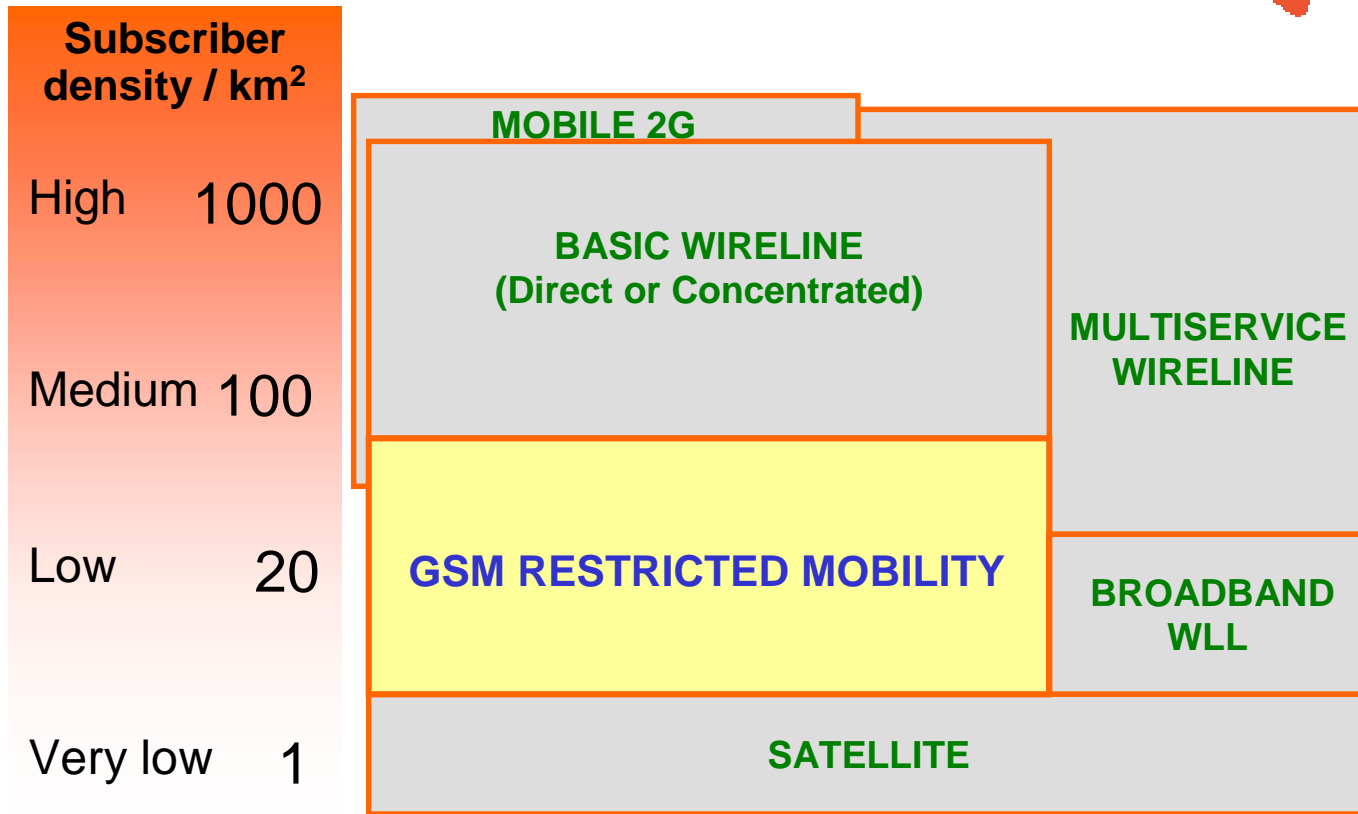 Subscriber
density / km²
High 1000
Medium 100
Low 20
Very low 1
MOBILE 2G
BASIC WIRELINE
(Direct or Concentrated)
MULTISERVICE
WIRELINE
GSM RESTRICTED MOBILITY
BROADBAND
WLL
SATELLITE